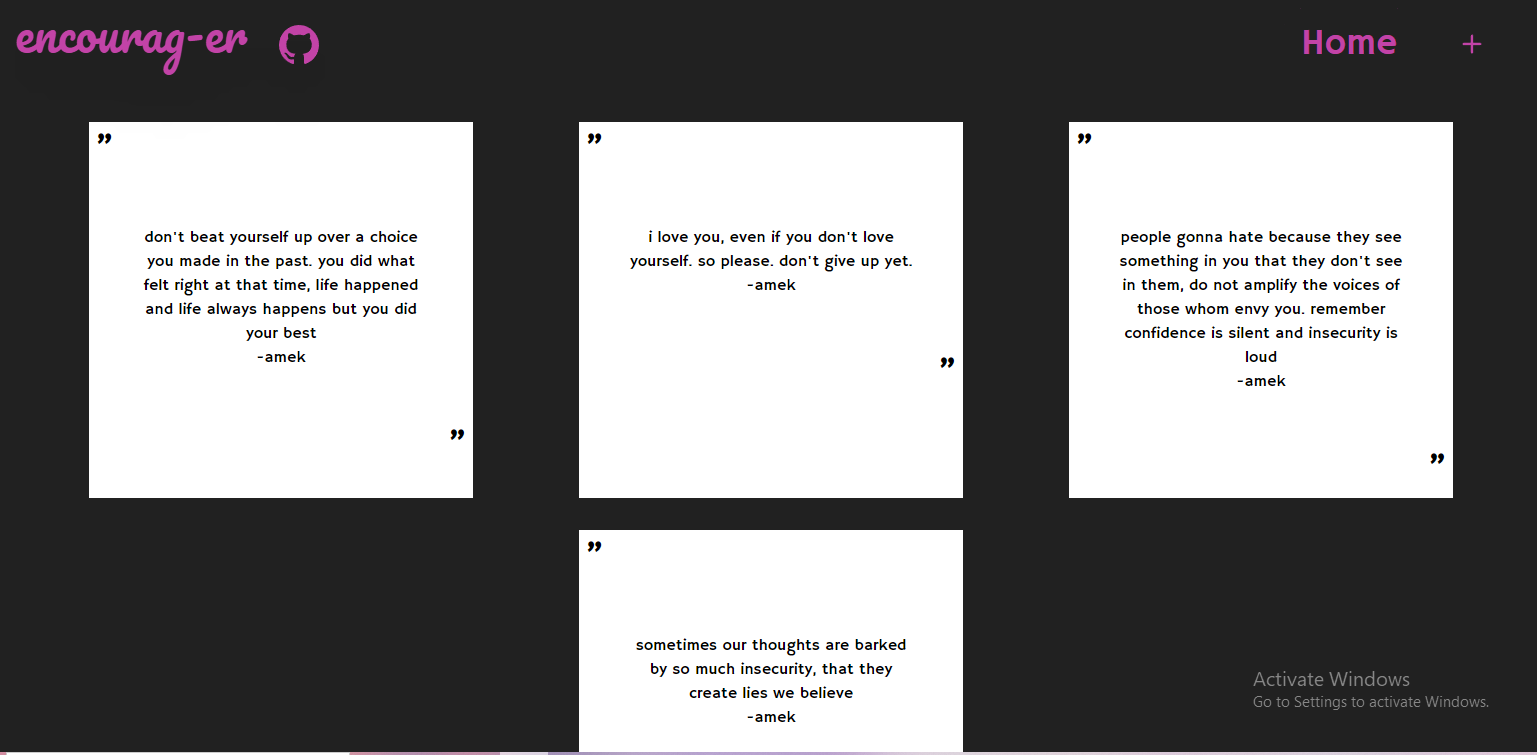 encourag-er
Home +
”
don't beat yourself up over a choice
you made in the past. you did what
felt right at that time, life happened
and life always happens but you did
your best
-amek
”
”
i love you, even if you don't love
yourself. so please. don't give up yet.
-amek
”
”
people gonna hate because they see
something in you that they don't see
in them, do not amplify the voices of
those whom envy you. remember
confidence is silent and insecurity is
loud
-amek
”
”
sometimes our thoughts are barked
by so much insecurity, that they
create lies we believe
-amek
Activate Windows
Go to Settings to activate Windows.